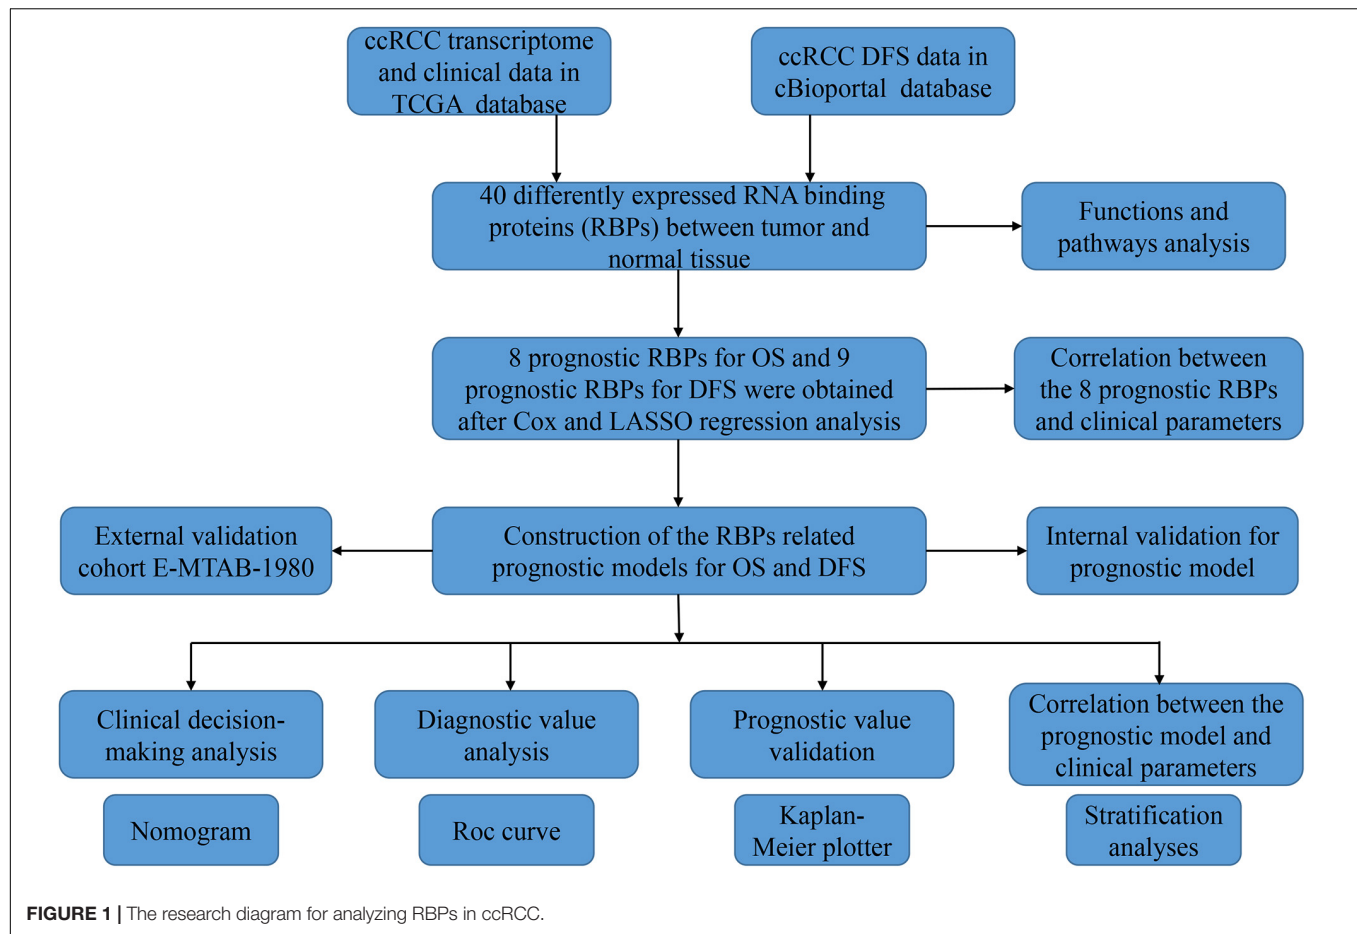 ccRCC transcriptome
and clinical data in
TCGA database
ccRCC DFS data in
cBioportal database
40 differently expressed RNA binding
proteins (RBPs) between tumor and
normal tissue
Functions and
pathways analysis
8 prognostic RBPs for OS and 9
prognostic RBPs for DFS were obtained
after Cox and LASSO regression analysis
Correlation between
the 8 prognostic RBPs
and clinical parameters
External validation
cohort E-MTAB-1980
Construction of the RBPs related
prognostic models for OS and DFS
Internal validation for
prognostic model
Clinical decision-
making analysis
Diagnostic value
analysis
Prognostic value
validation
Correlation between the
prognostic model and
clinical parameters
Nomogram
Roc curve
Kaplan-
Meier plotter
Stratification
analyses
FIGURE 1 | The research diagram for analyzing RBPs in ccRCC.